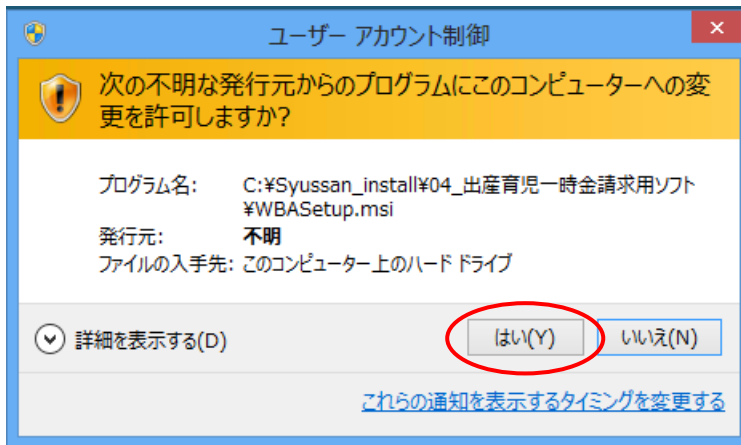 ユーザー アカウント制御
次の不明な発行元からのプログラムにこのコンピューターへの変
更を許可しますか?
プログラム名: C:¥Syussan_install¥04_出産育児一時金請求用ソフト
¥WBASetup.msi
発行元: 不明
ファイルの入手先: このコンピューター上のハード ドライブ
詳細を表示する(D) はい(Y) いいえ(N)
これらの通知を表示するタイミングを変更する